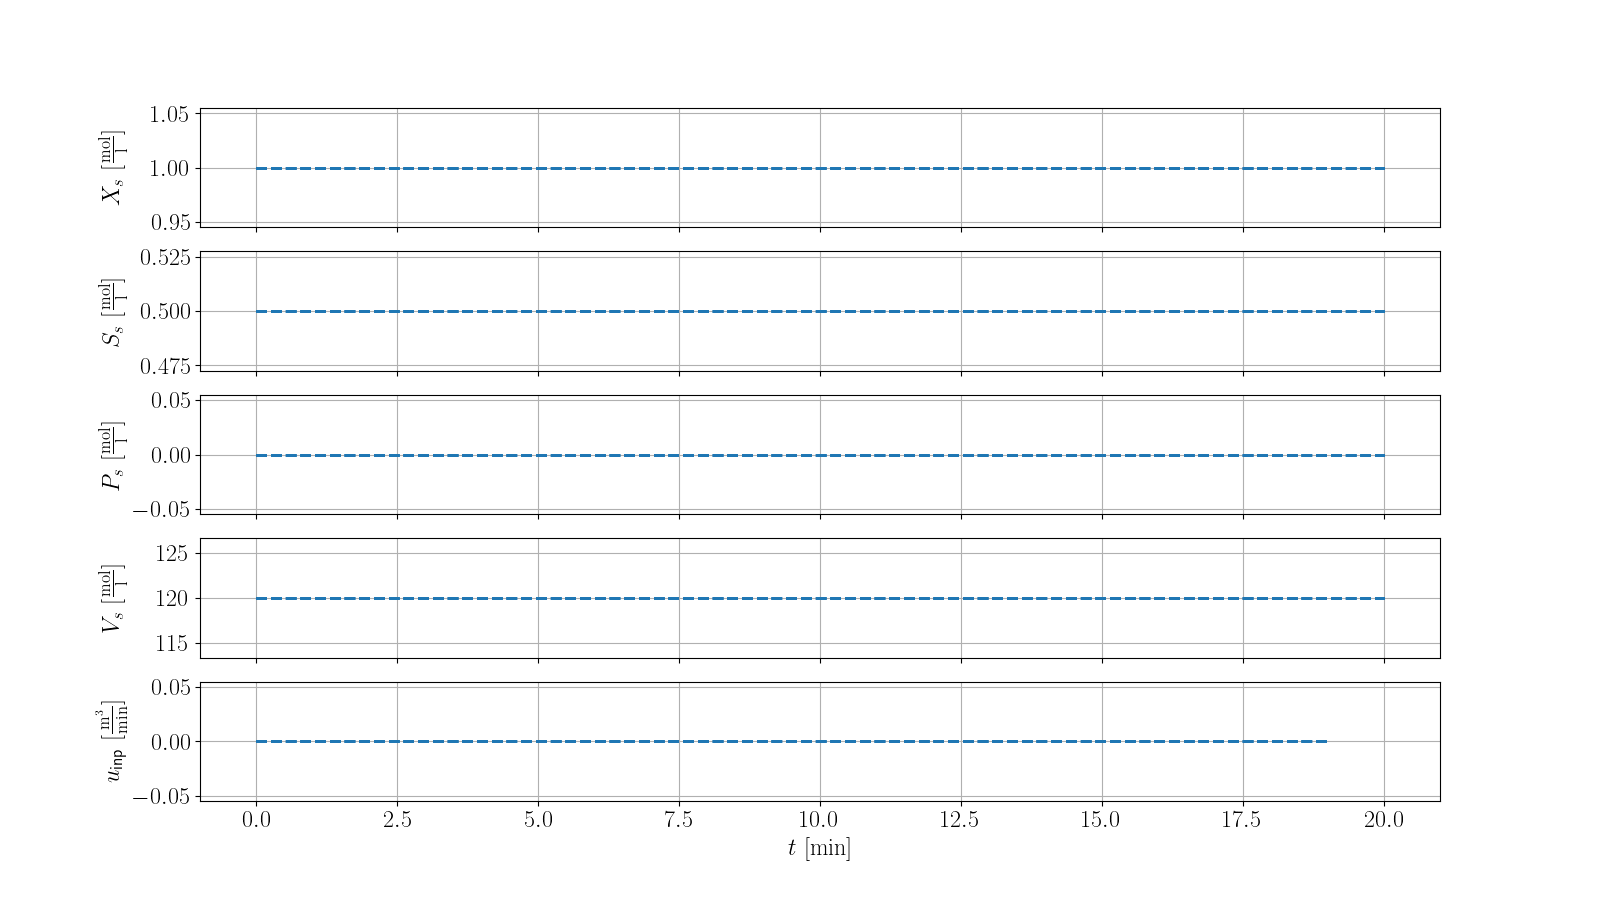 1.05
1.00
0.95
X_s [mol/l]
0.525
0.500
0.475
S_s [mol/l]
0.05
0.00
−0.05
P_s [mol/l]
125
120
115
V_s [mol/l]
0.05
0.00
−0.05
u_inp [m³/min]
0.0 2.5 5.0 7.5 10.0 12.5 15.0 17.5 20.0
t [min]